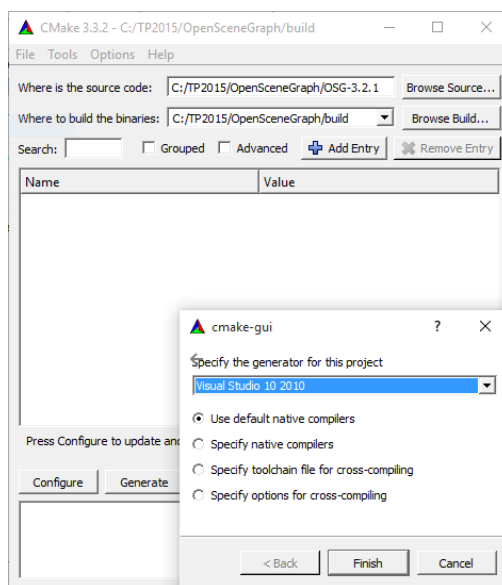 CMake 3.3.2 - C:/TP2015/OpenSceneGraph/build
File Tools Options Help
Where is the source code: C:/TP2015/OpenSceneGraph/OSG-3.2.1 Browse Source...
Where to build the binaries: C:/TP2015/OpenSceneGraph/build Browse Build...
Search: Grouped Advanced Add Entry Remove Entry
Name Value
cmake-gui ?
Specify the generator for this project
Visual Studio 10 2010
Use default native compilers
Specify native compilers
Specify toolchain file for cross-compiling
Specify options for cross-compiling
< Back Finish Cancel
Press Configure to update and
Configure Generate